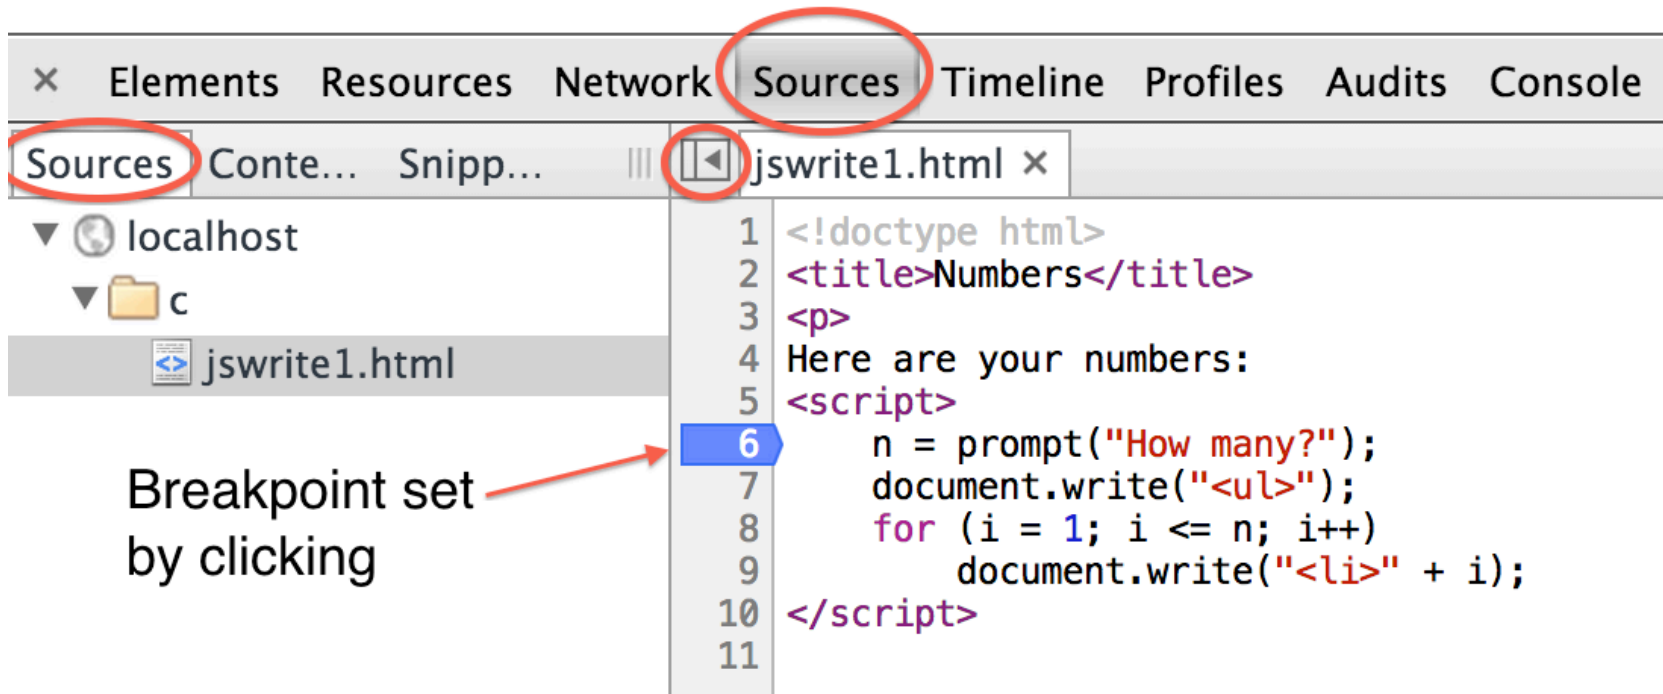 × Elements Resources Network Sources Timeline Profiles Audits Console
Sources Conte... Snipp... jswrite1.html ×
localhost
c
jswrite1.html
Breakpoint set
by clicking
1 <!doctype html>
2 <title>Numbers</title>
3 <p>
4 Here are your numbers:
5 <script>
6     n = prompt("How many?");
7     document.write("<ul>");
8     for (i = 1; i <= n; i++)
9         document.write("<li>" + i);
10 </script>
11